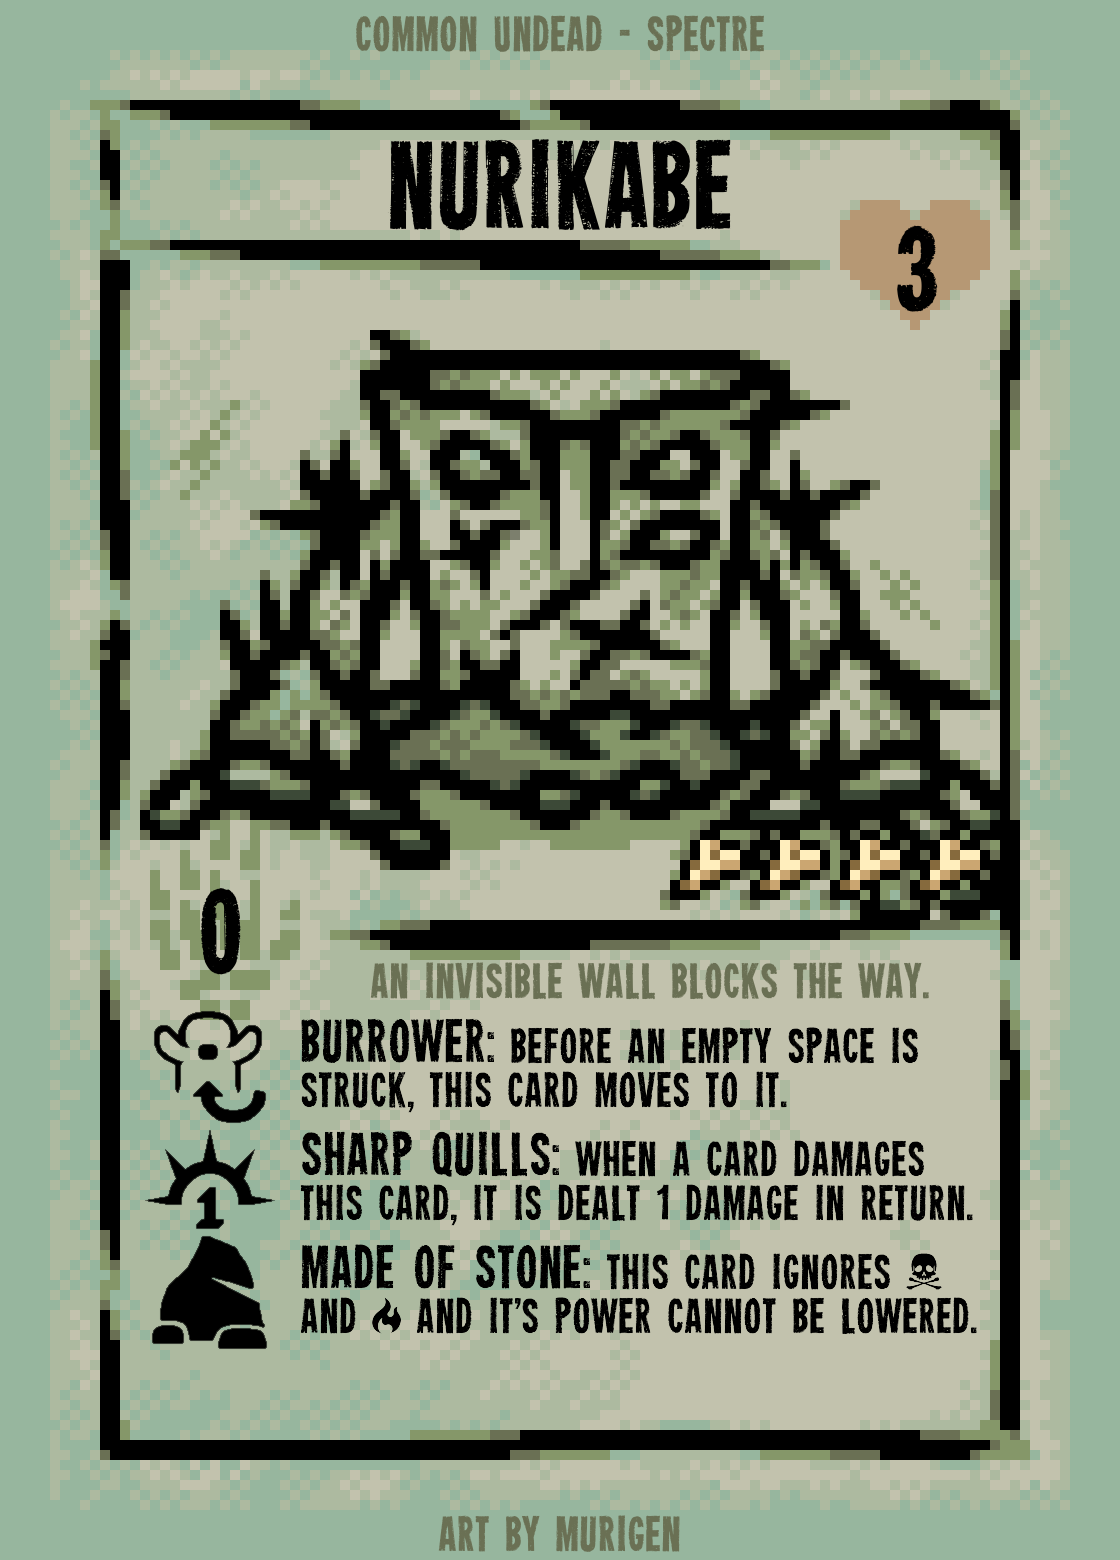 COMMON UNDEAD - SPECTRE
NURIKABE
3
0
AN INVISIBLE WALL BLOCKS THE WAY.
BURROWER: BEFORE AN EMPTY SPACE IS
STRUCK, THIS CARD MOVES TO IT.
1
SHARP QUILLS: WHEN A CARD DAMAGES
THIS CARD, IT IS DEALT 1 DAMAGE IN RETURN.
MADE OF STONE: THIS CARD IGNORES
AND AND IT'S POWER CANNOT BE LOWERED.
ART BY MURIGEN